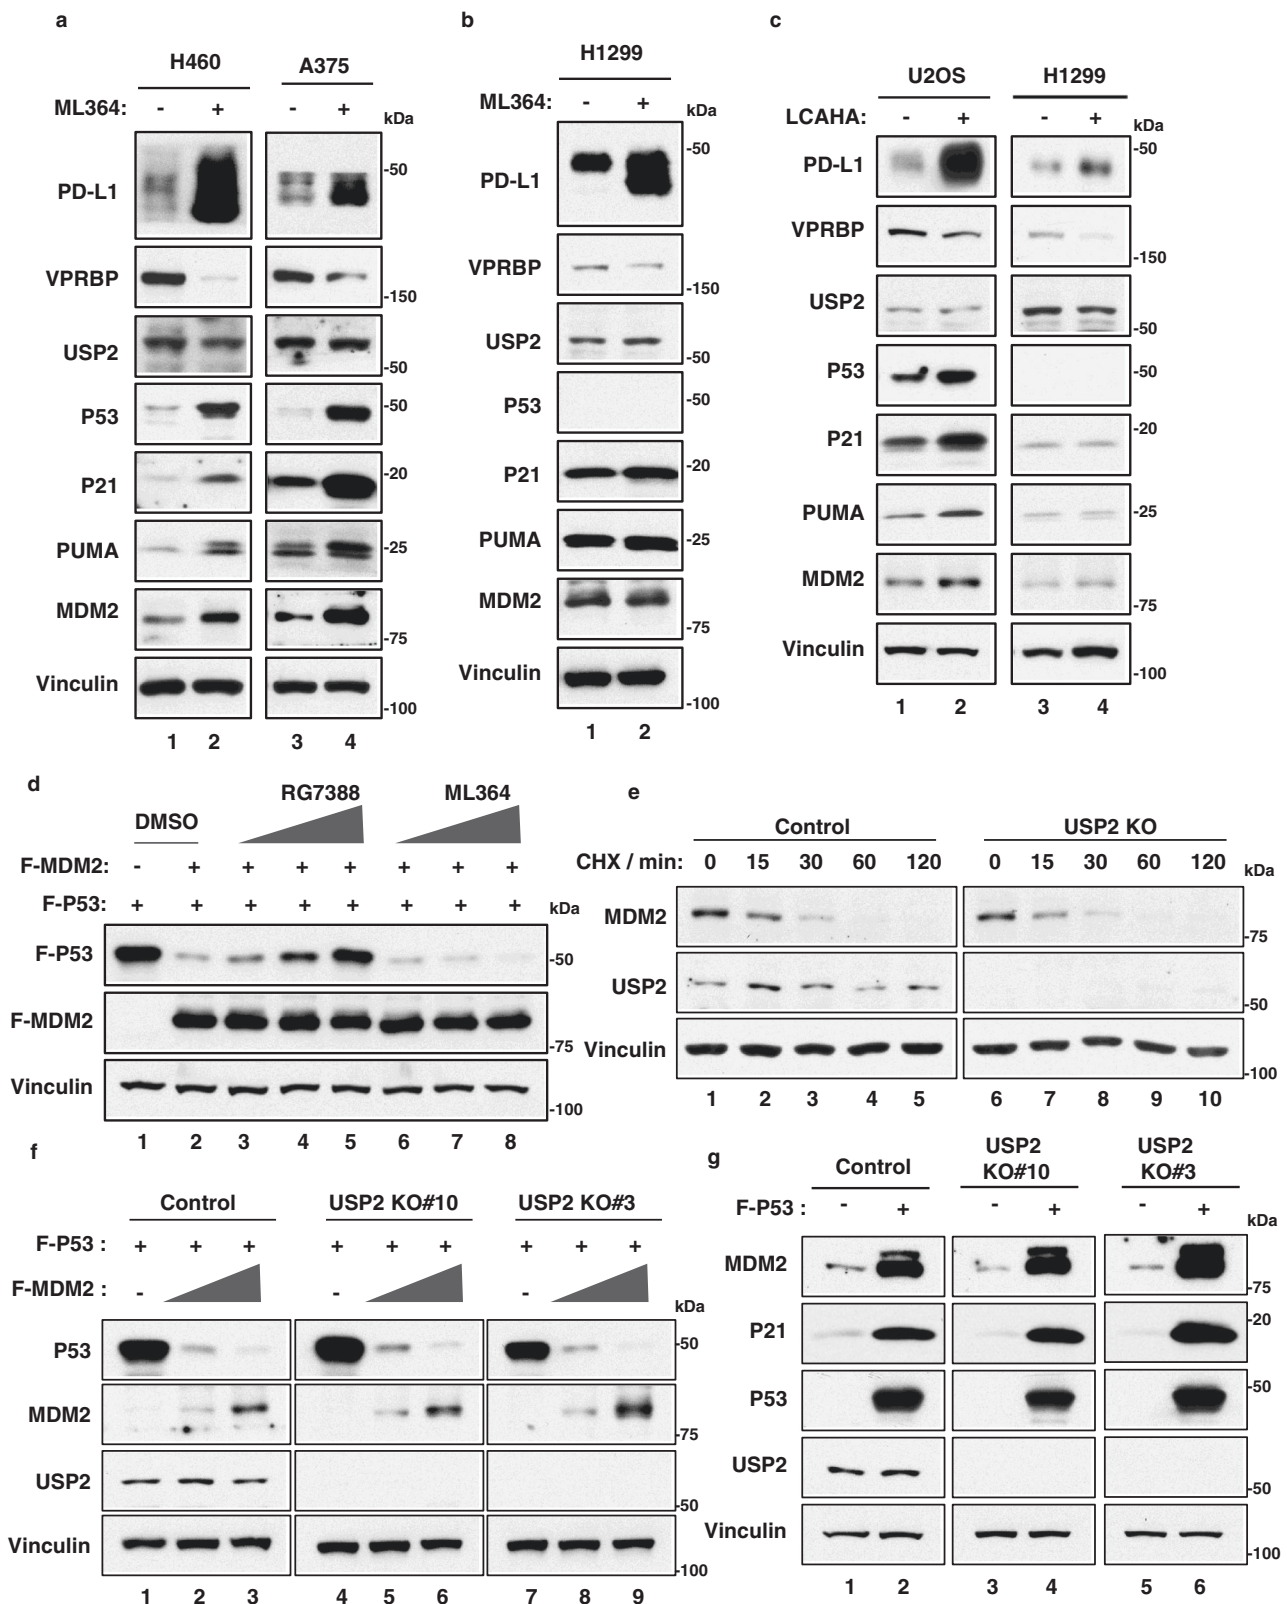 a
H460 A375
ML364: - + - + kDa
PD-L1 -50
VPRBP -150
USP2 -50
P53 -50
P21 -20
PUMA -25
MDM2 -75
Vinculin -100
1 2 3 4
b
H1299
ML364: - + kDa
PD-L1 -50
VPRBP -150
USP2 -50
P53 -50
P21 -20
PUMA -25
MDM2 -75
Vinculin -100
1 2
c
U2OS H1299
LCAHA: - + - + kDa
PD-L1 -50
VPRBP -150
USP2 -50
P53 -50
P21 -20
PUMA -25
MDM2 -75
Vinculin -100
1 2 3 4
d
DMSO RG7388 ML364
F-MDM2: - + + + + + + +
F-P53: + + + + + + + + kDa
F-P53 -50
F-MDM2 -75
Vinculin -100
1 2 3 4 5 6 7 8
e
Control USP2 KO
CHX / min: 0 15 30 60 120 0 15 30 60 120 kDa
MDM2 -75
USP2 -50
Vinculin -100
1 2 3 4 5 6 7 8 9 10
f
Control USP2 KO#10 USP2 KO#3
F-P53 : + + + + + + + + +
F-MDM2 : - - - kDa
P53 -50
MDM2 -75
USP2 -50
Vinculin -100
1 2 3 4 5 6 7 8 9
g
Control USP2 KO#10 USP2 KO#3
F-P53 : - + - + - + kDa
MDM2 -75
P21 -20
P53 -50
USP2 -50
Vinculin -100
1 2 3 4 5 6